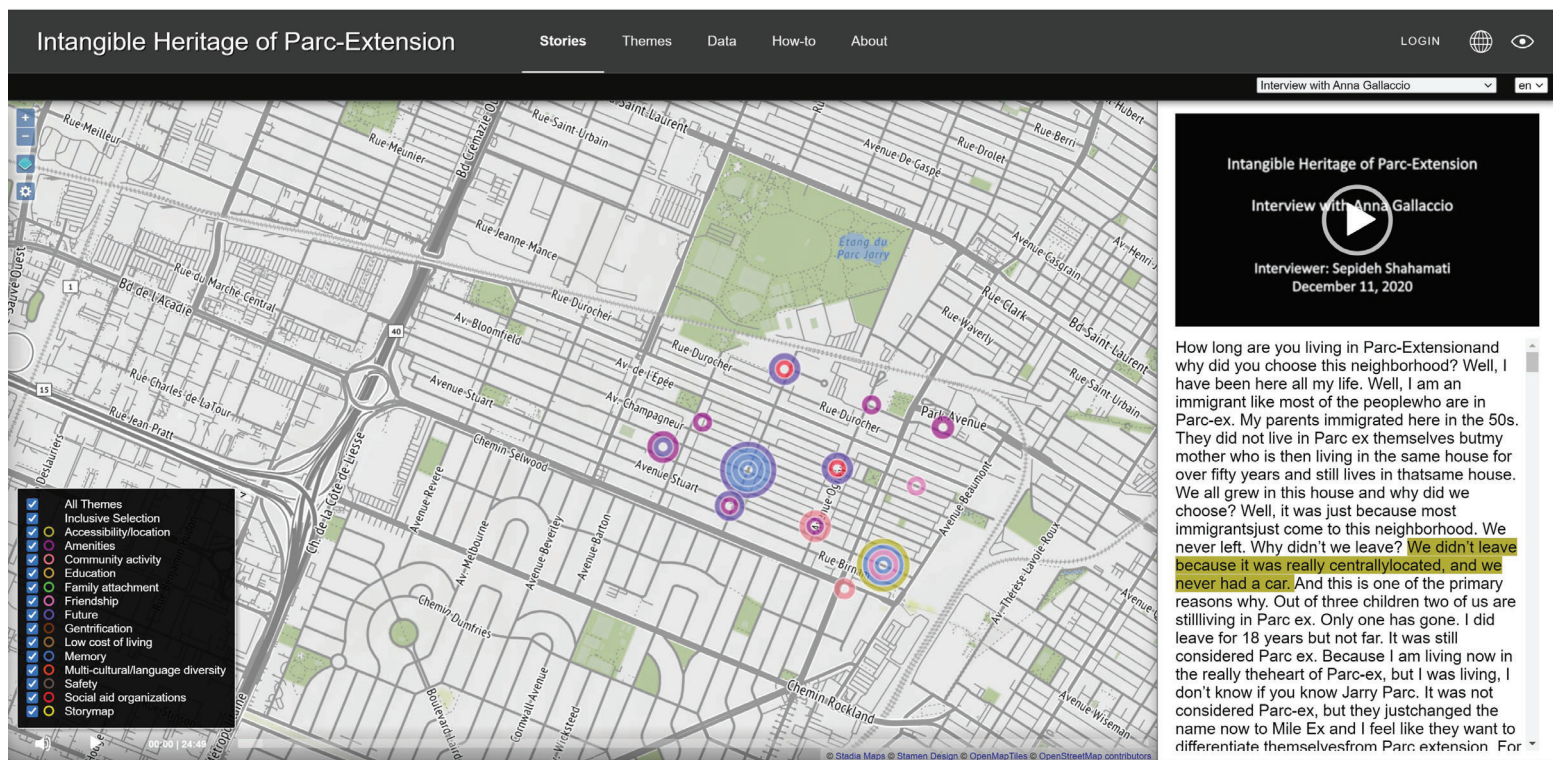 Intangible Heritage of Parc-Extension
Stories
Themes
Data
How-to
About
LOGIN
Interview with Anna Gallaccio
en
+
−
Rue Meilleur
Rue Meunier
Bd Cremazie Ou
Rue Saint-Urbain
Saint-Laurent
Avenue De Gaspé
Rue Drolet
Rue Berri
Hubert
Rue Jeanne-Mance
Étang du
Parc Jarry
Avenue Casgrain
Av. Henri-J
Sauvé Ouest
1
Rue du Marché-Central
Bd de l'Acadie
Rue Durocher
Rue Clark
Bd Saint-Laurent
40
Av. Bloomfield
Rue Waverly
Rue Durocher
Av. de l'Épée
15
Rue Charles-de LaTour
Avenue Stuart
Av. Champagneur
Rue Durocher
Park Avenue
Rue Saint-Urbain
Rue Jean-Pratt
Chemin Selwood
Avenue Stuart
Deslauriers
Ch. de la Côte-de-Liesse
Avenue Revere
Avenue Og
Avenue Beaumont
Av. Melbourne
Avenue Beverley
Avenue Barton
Rue Birnam
Av. Thérèse-Lavoie-Roux
Chemin Dumfries
Boulevard Laird
Cornwall Avenue
Wicksteed
Chemin Rockland
Avenue Wiseman
All Themes
Inclusive Selection
Accessibility/location
Amenities
Community activity
Education
Family attachment
Friendship
Future
Gentrification
Low cost of living
Memory
Multi-cultural/language diversity
Safety
Social aid organizations
Storymap
00:00 | 24:49
© Stadia Maps © Stamen Design © OpenMapTiles © OpenStreetMap contributors
Intangible Heritage of Parc-Extension
Interview with Anna Gallaccio
Interviewer: Sepideh Shahamati
December 11, 2020
How long are you living in Parc-Extensionand
why did you choose this neighborhood? Well, I
have been here all my life. Well, I am an
immigrant like most of the peoplewho are in
Parc-ex. My parents immigrated here in the 50s.
They did not live in Parc ex themselves butmy
mother who is then living in the same house for
over fifty years and still lives in thatsame house.
We all grew in this house and why did we
choose? Well, it was just because most
immigrantsjust come to this neighborhood. We
never left. Why didn't we leave? We didn't leave
because it was really centrallylocated, and we
never had a car. And this is one of the primary
reasons why. Out of three children two of us are
stillliving in Parc ex. Only one has gone. I did
leave for 18 years but not far. It was still
considered Parc ex. Because I am living now in
the really theheart of Parc-ex, but I was living, I
don't know if you know Jarry Parc. It was not
considered Parc-ex, but they justchanged the
name now to Mile Ex and I feel like they want to
differentiate themselvesfrom Parc extension. For